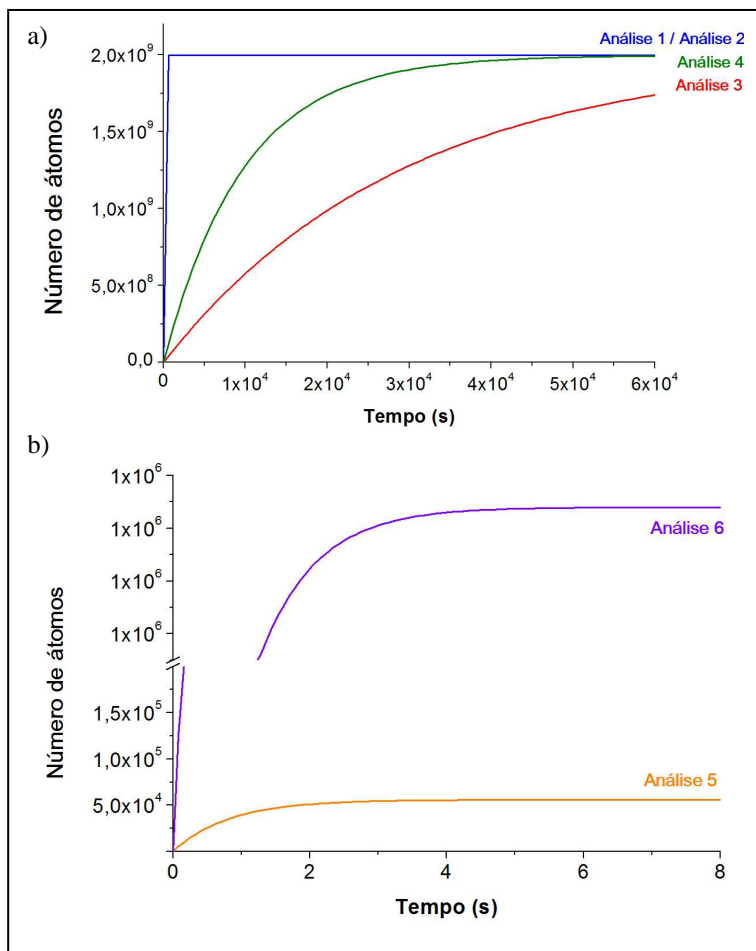 a)
Análise 1 / Análise 2
Análise 4
Análise 3
Número de átomos
2,0x10⁹
1,5x10⁹
1,0x10⁹
5,0x10⁸
0,0
0 1x10⁴ 2x10⁴ 3x10⁴ 4x10⁴ 5x10⁴ 6x10⁴
Tempo (s)
b)
Número de átomos
1x10⁶
1x10⁶
1x10⁶
1x10⁶
1,5x10⁵
1,0x10⁵
5,0x10⁴
Análise 6
Análise 5
0 2 4 6 8
Tempo (s)